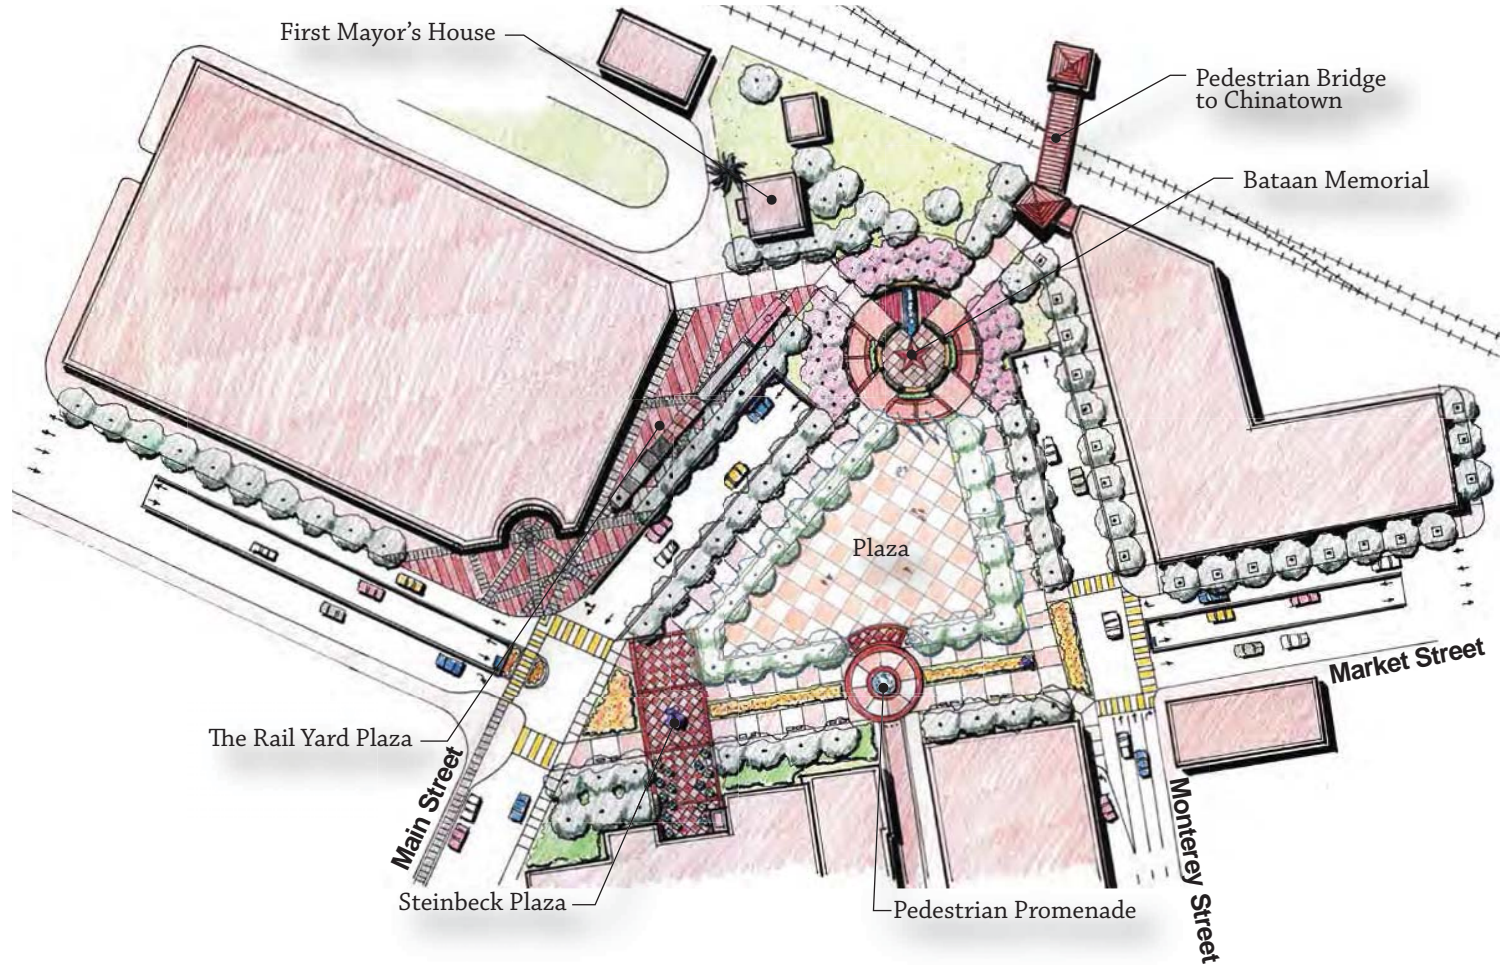 First Mayor's House
Pedestrian Bridge
to Chinatown
Bataan Memorial
Plaza
Market Street
The Rail Yard Plaza
Main Street
Monterey Street
Steinbeck Plaza
Pedestrian Promenade